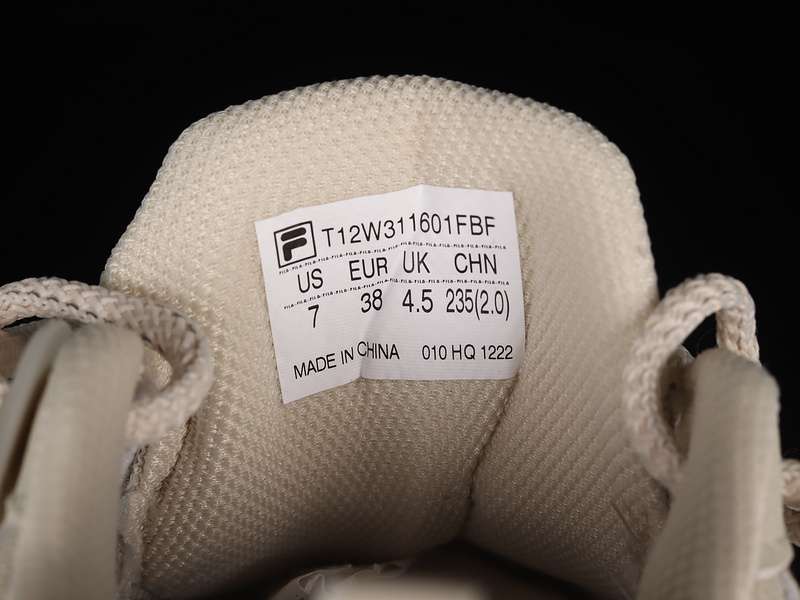 T12W311601FBF
US EUR UK CHN
7 38 4.5 235(2.0)
MADE IN CHINA 010 HQ 1222